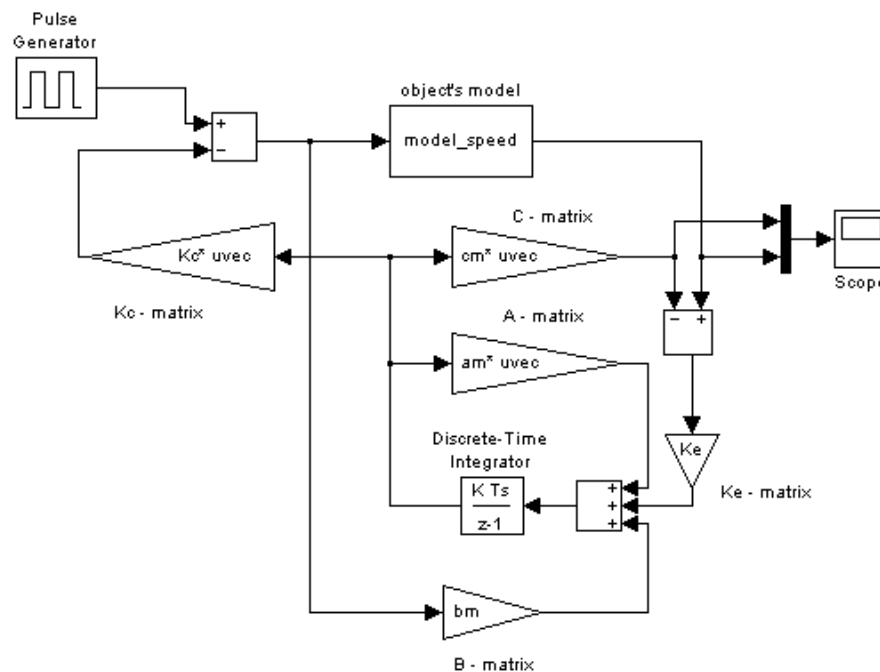 Pulse
Generator
object's model
+
−
model_speed
C - matrix
Kc* uvec
cm* uvec
Scope
Kc - matrix
A - matrix
− +
am* uvec
Discrete-Time
Integrator
Ke
K Ts
z-1
+
+
+
Ke - matrix
bm
B - matrix